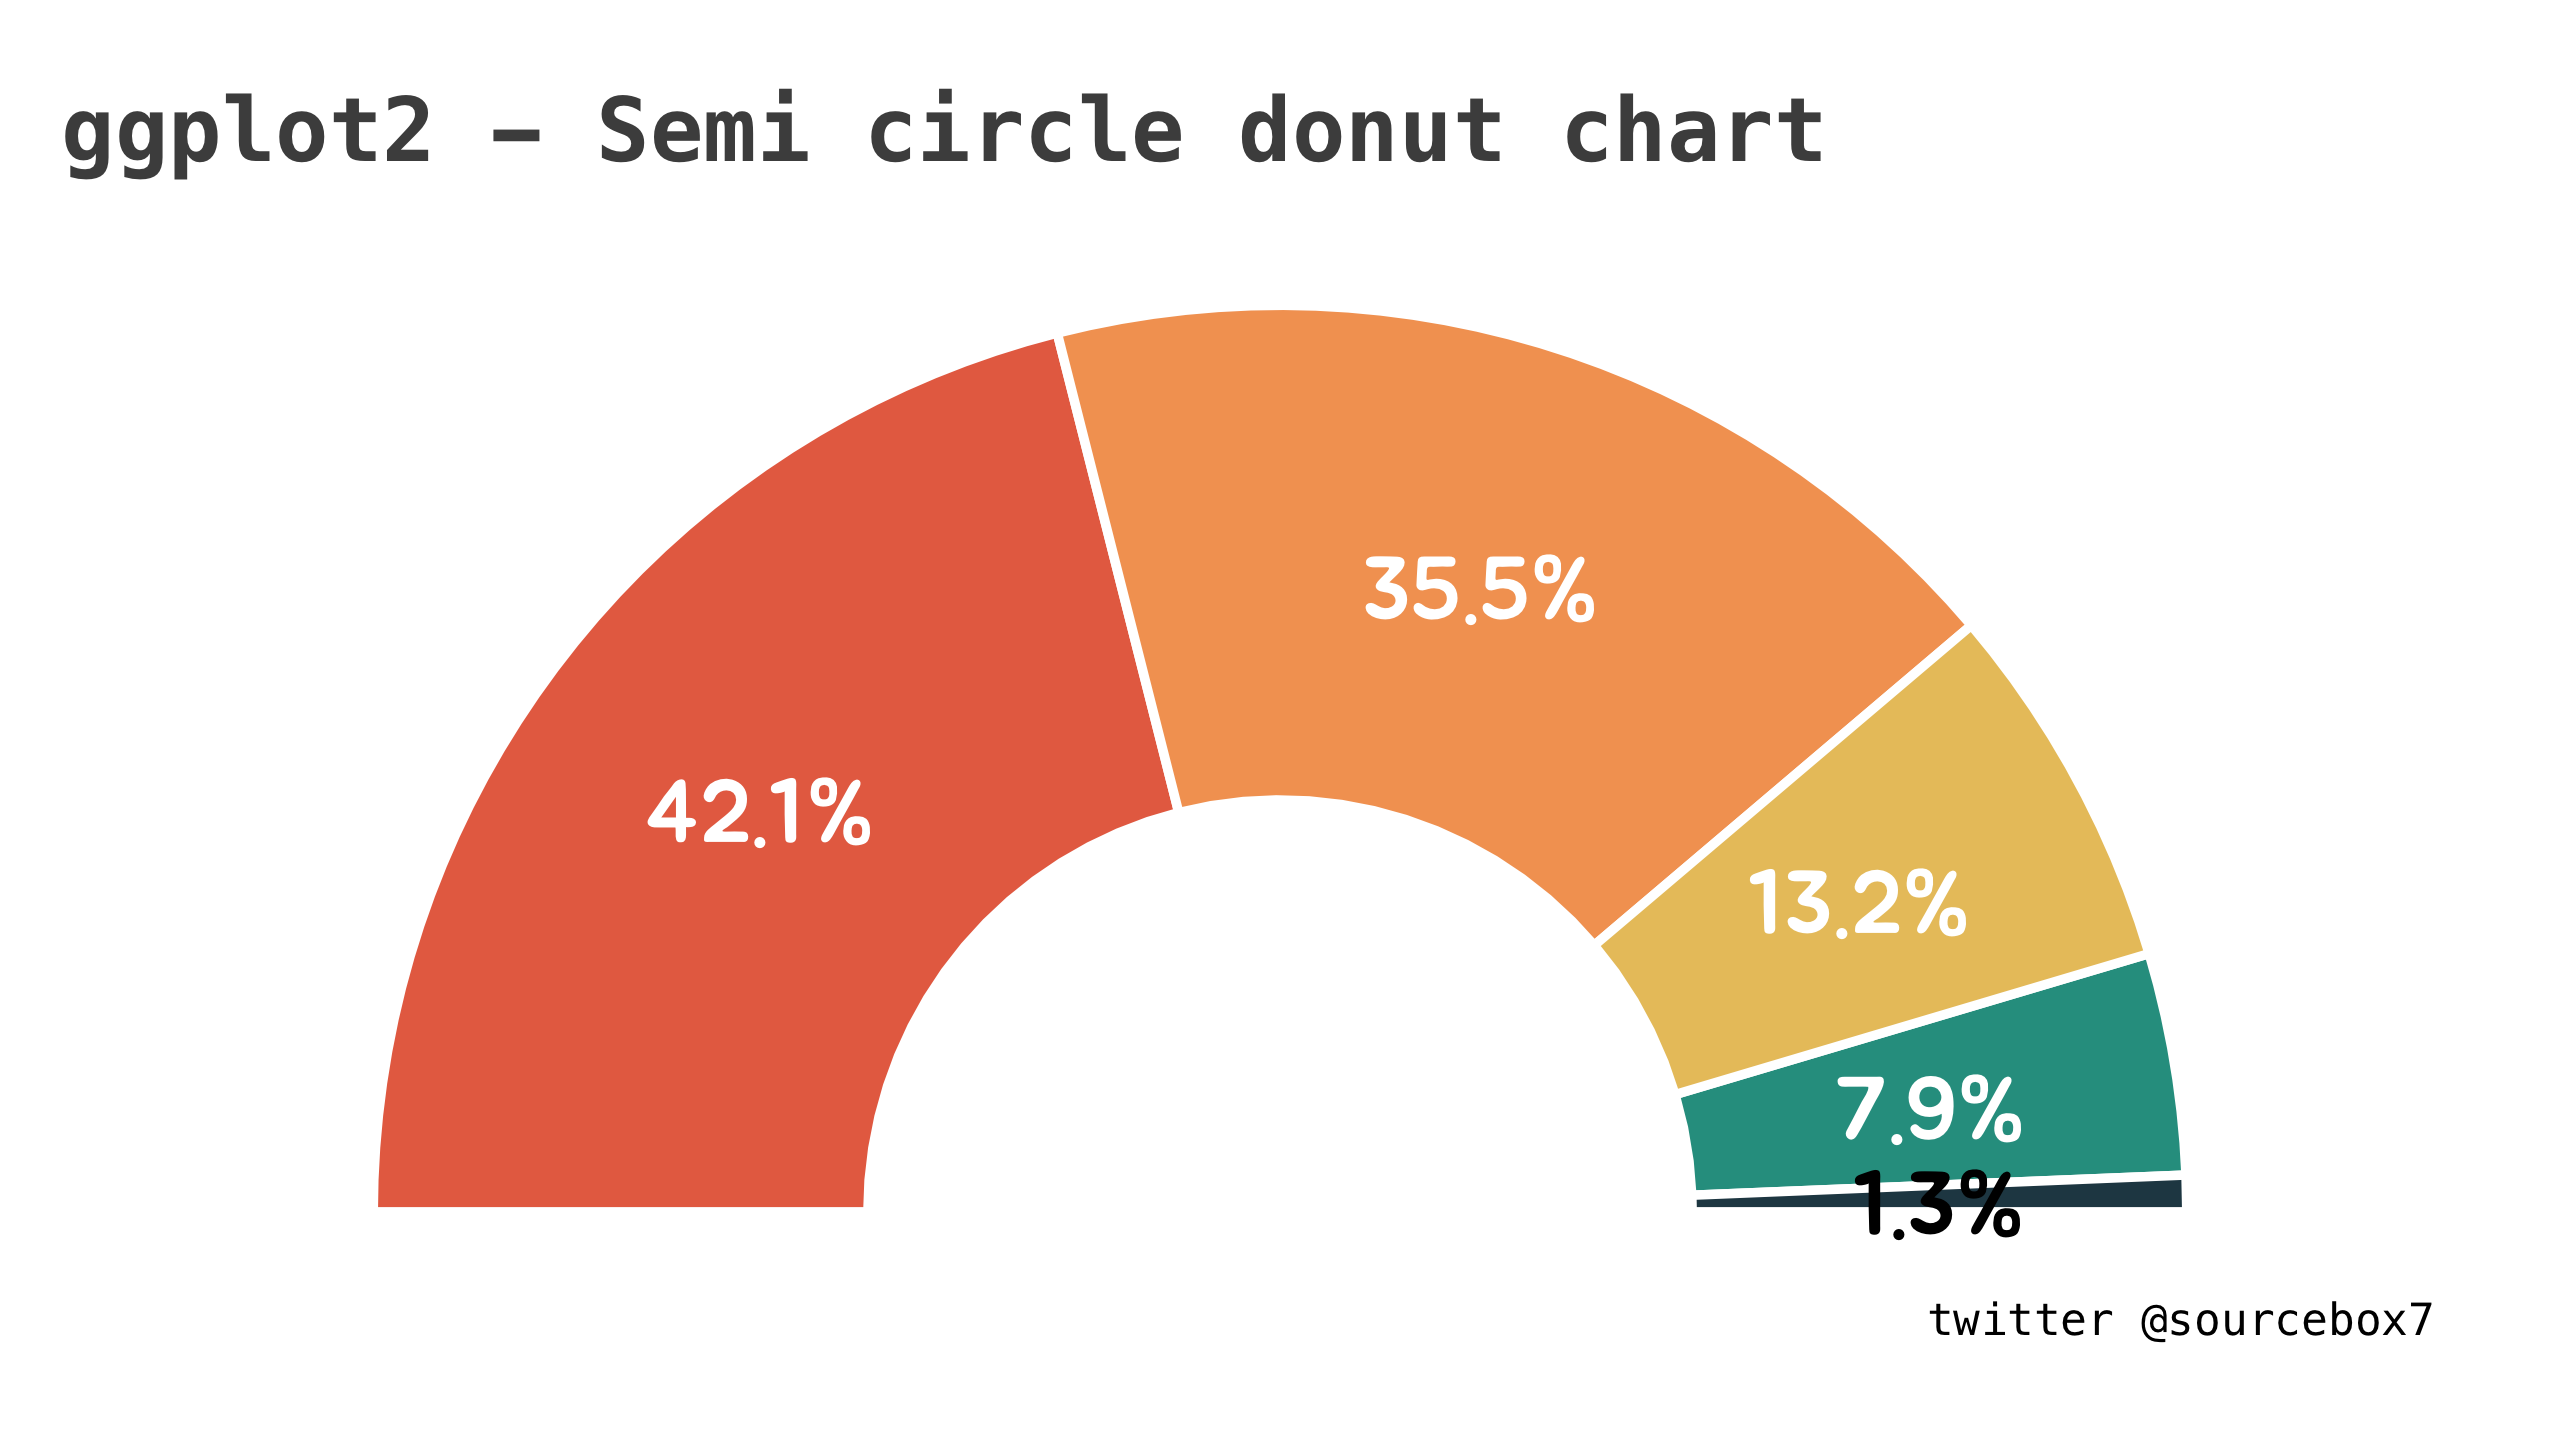 ggplot2 – Semi circle donut chart
35.5%
42.1%
13.2%
7.9%
1.3%
twitter @sourcebox7